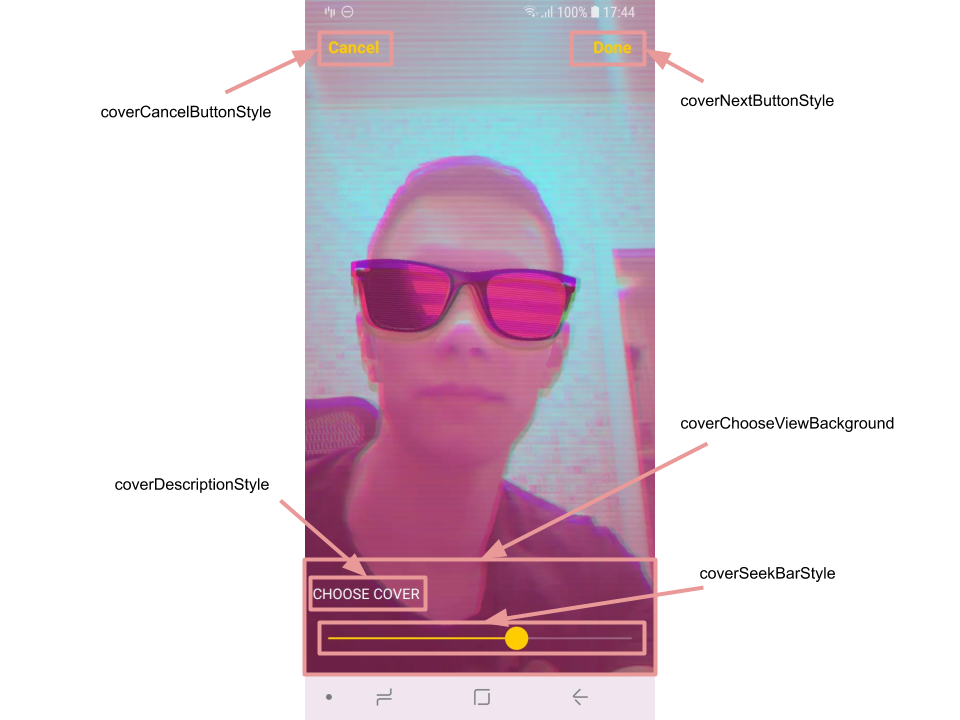 100% 17:44
Cancel
Done
coverCancelButtonStyle
coverNextButtonStyle
coverChooseViewBackground
coverDescriptionStyle
coverSeekBarStyle
CHOOSE COVER